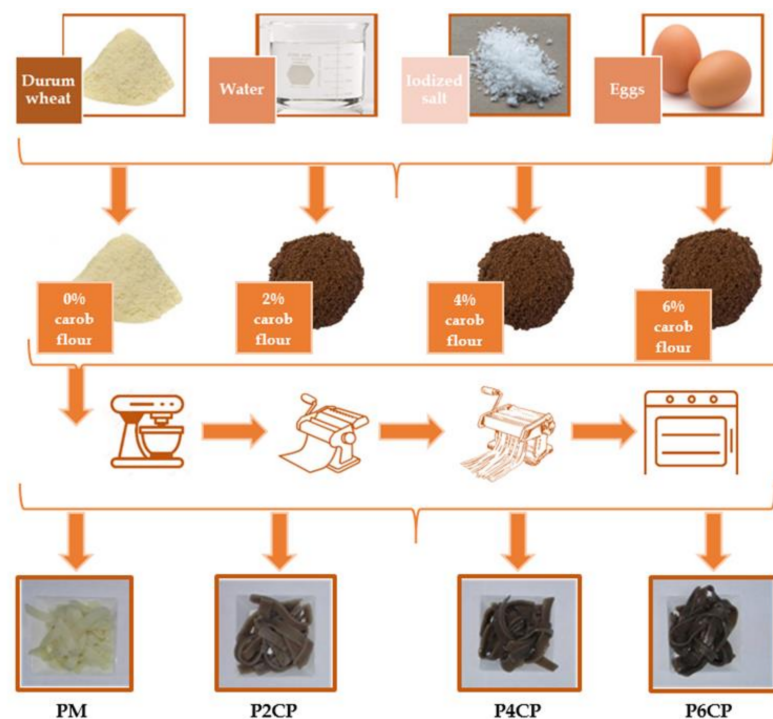 Durum
wheat
Water
Iodized
salt
Eggs
0%
carob
flour
2%
carob
flour
4%
carob
flour
6%
carob
flour
PM
P2CP
P4CP
P6CP